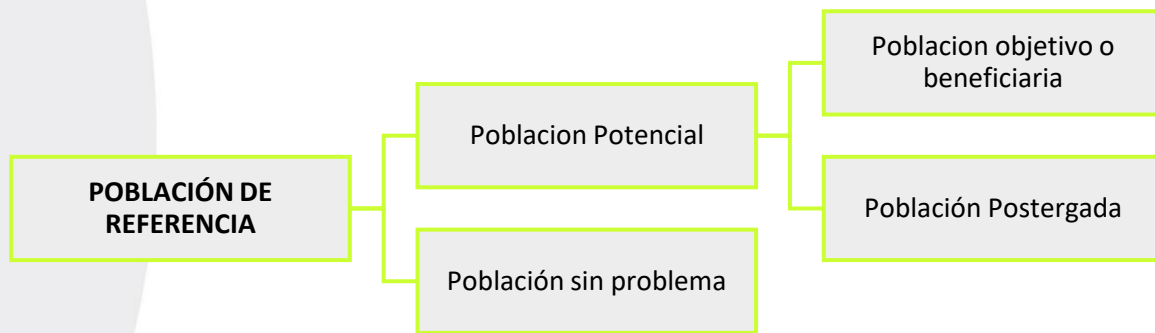 POBLACIÓN DE
REFERENCIA
Poblacion Potencial
Población sin problema
Poblacion objetivo o
beneficiaria
Población Postergada